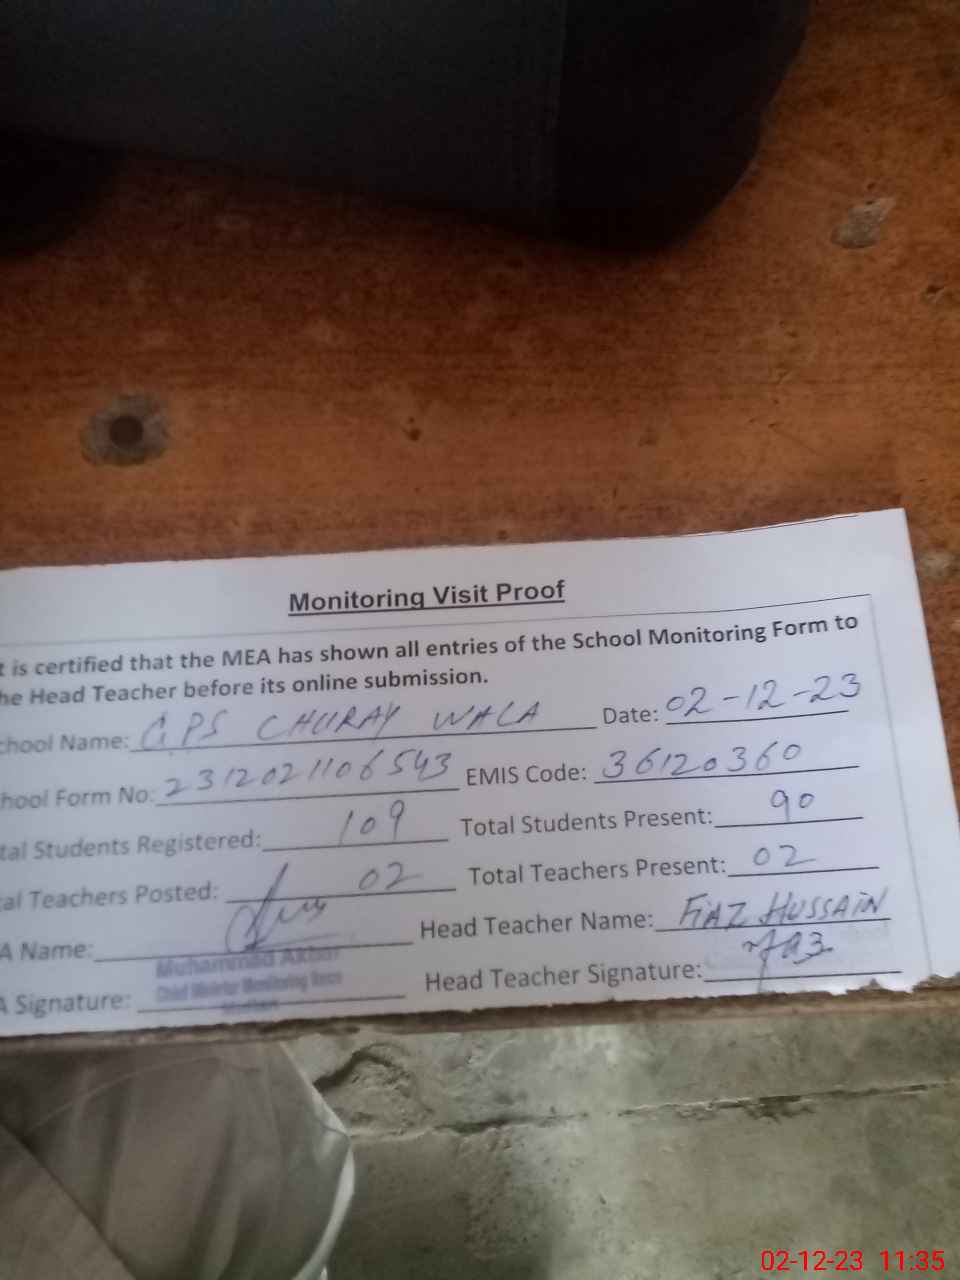 Monitoring Visit Proof
t is certified that the MEA has shown all entries of the School Monitoring Form to
he Head Teacher before its online submission.
chool Name: GPS CHURAY WALA Date: 02-12-23
hool Form No: 2312021106543 EMIS Code: 36120360
tal Students Registered: 109 Total Students Present: 90
al Teachers Posted: 02 Total Teachers Present: 02
A Name: Head Teacher Name: FIAZ HUSSAIN
Muhammad Akbar
A Signature: Head Teacher Signature:
02-12-23 11:35